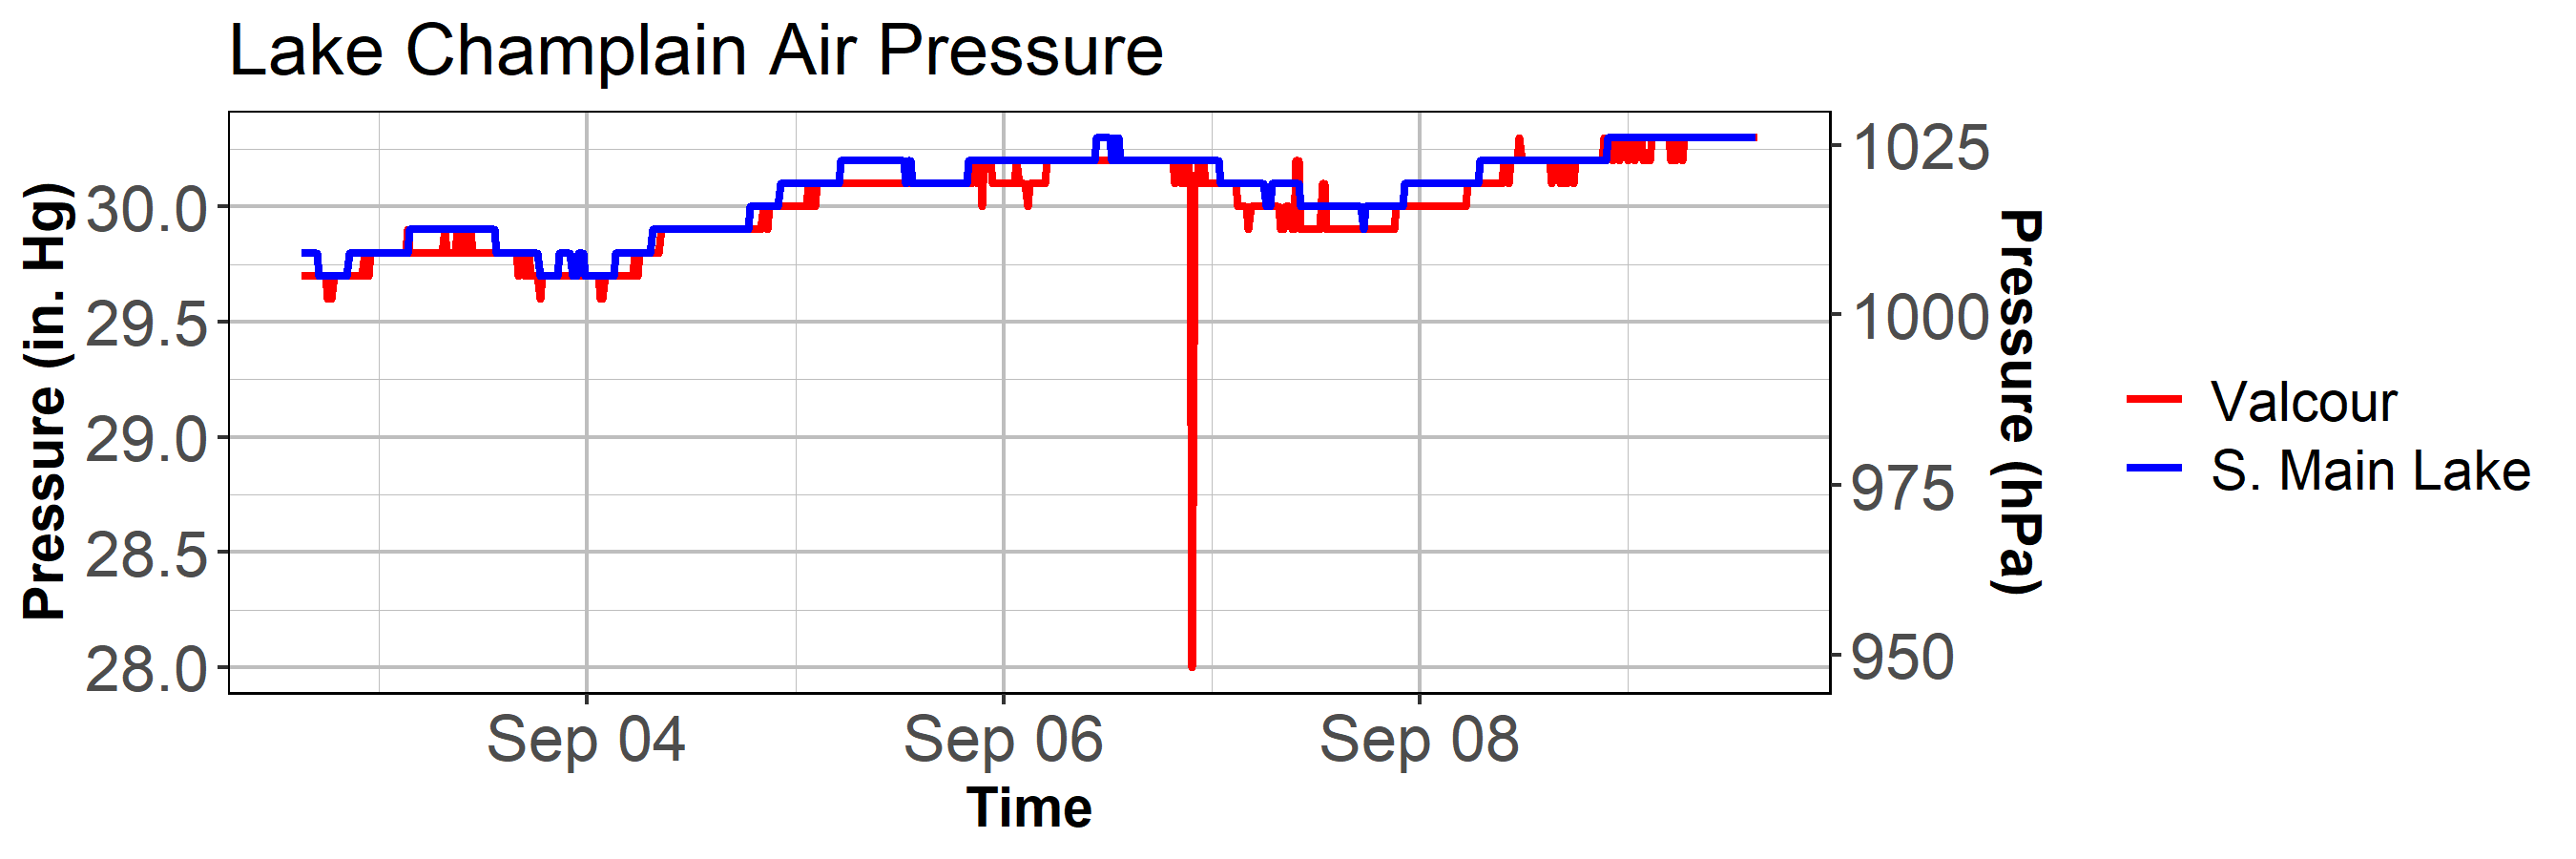 Lake Champlain Air Pressure
Pressure (in. Hg)
30.0
29.5
29.0
28.5
28.0
1025
1000
975
950
Pressure (hPa)
Sep 04
Sep 06
Sep 08
Time
Valcour
S. Main Lake